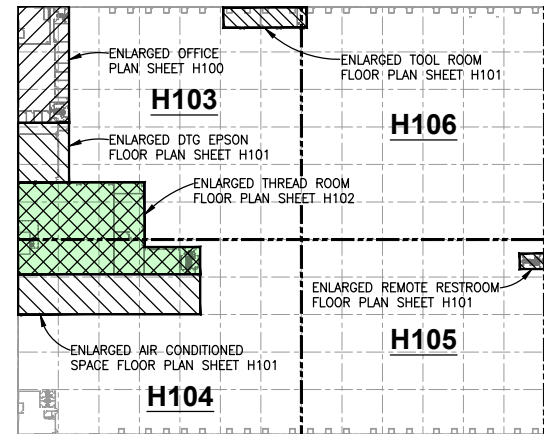 ENLARGED OFFICE
PLAN SHEET H100
H103
ENLARGED TOOL ROOM
FLOOR PLAN SHEET H101
H106
ENLARGED DTG EPSON
FLOOR PLAN SHEET H101
ENLARGED THREAD ROOM
FLOOR PLAN SHEET H102
ENLARGED REMOTE RESTROOM
FLOOR PLAN SHEET H101
H105
ENLARGED AIR CONDITIONED
SPACE FLOOR PLAN SHEET H101
H104